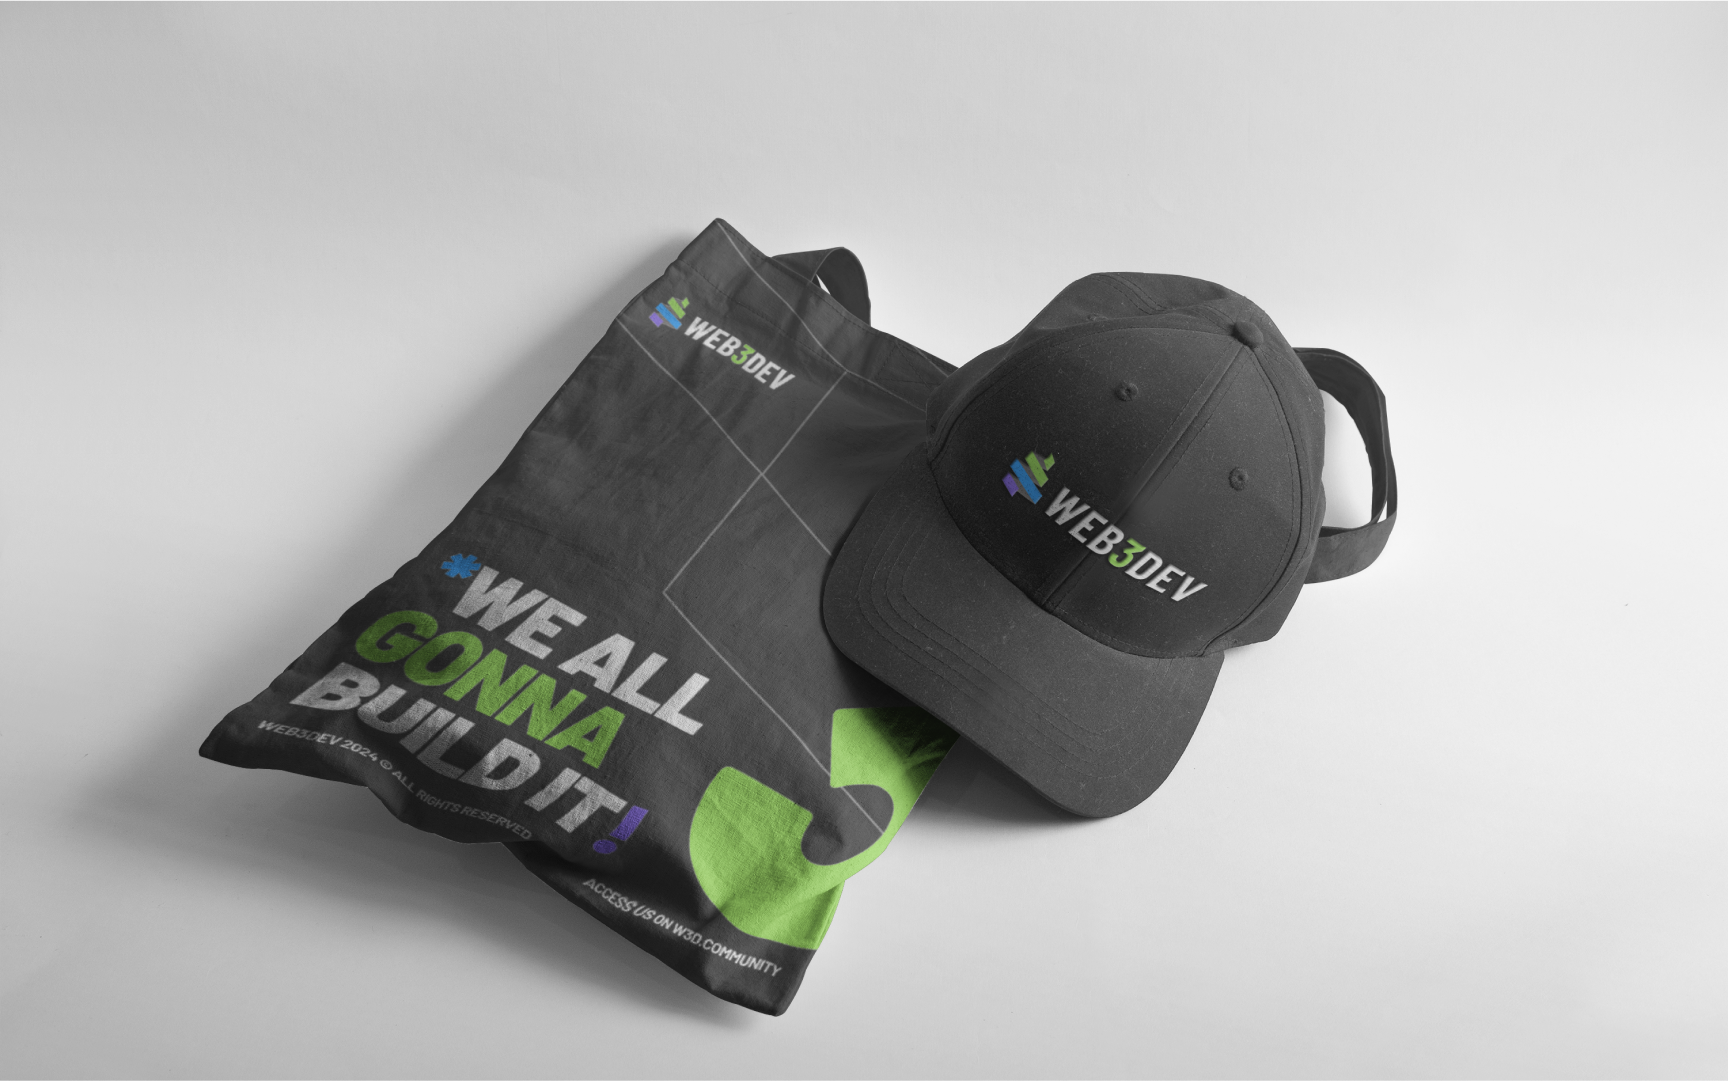 WEB3DEV
*WE ALL
GONNA
BUILD IT!
WEB3DEV 2024 © ALL RIGHTS RESERVED
ACCESS US ON W3D.COMMUNITY
WEB3DEV